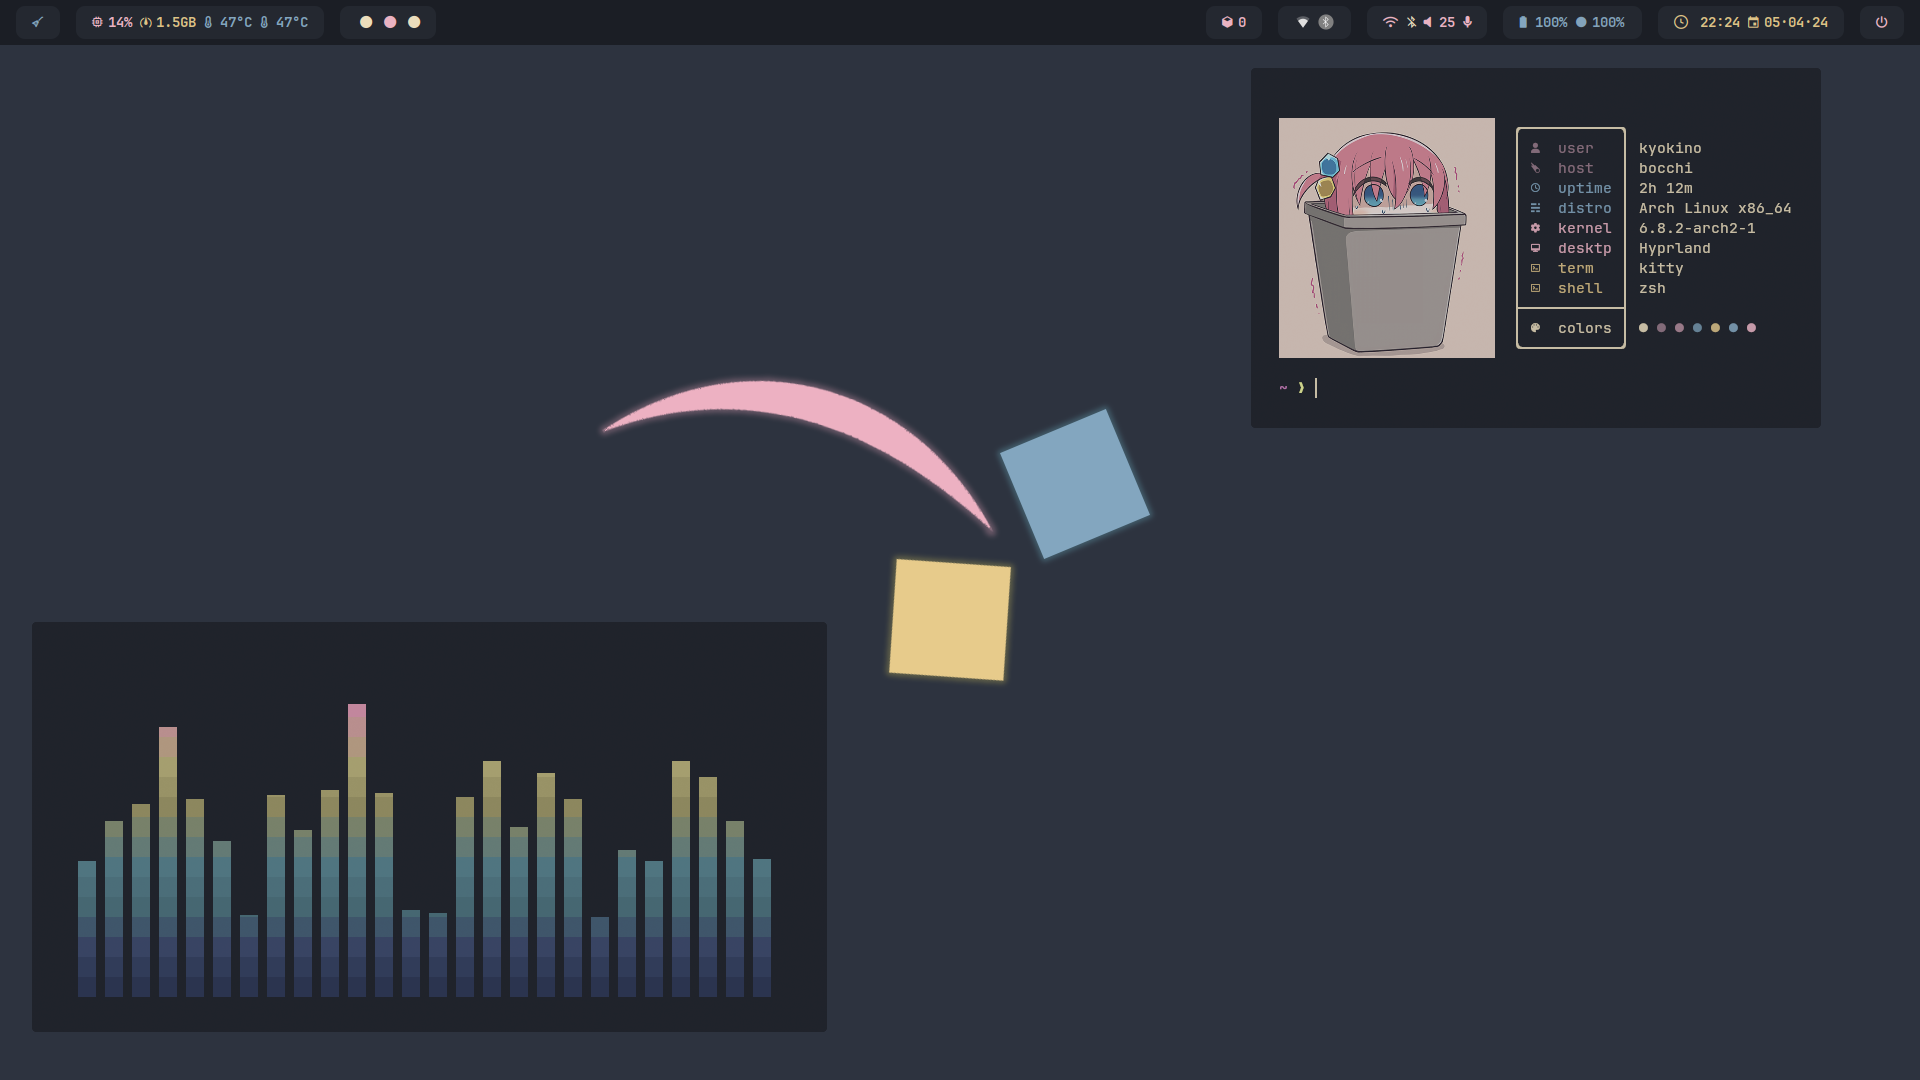 14% 1.5GB 47°C 47°C 0 25 100% 100% 22:24 05·04·24
user kyokino
host bocchi
uptime 2h 12m
distro Arch Linux x86_64
kernel 6.8.2-arch2-1
desktp Hyprland
term kitty
shell zsh
colors
~ ❱